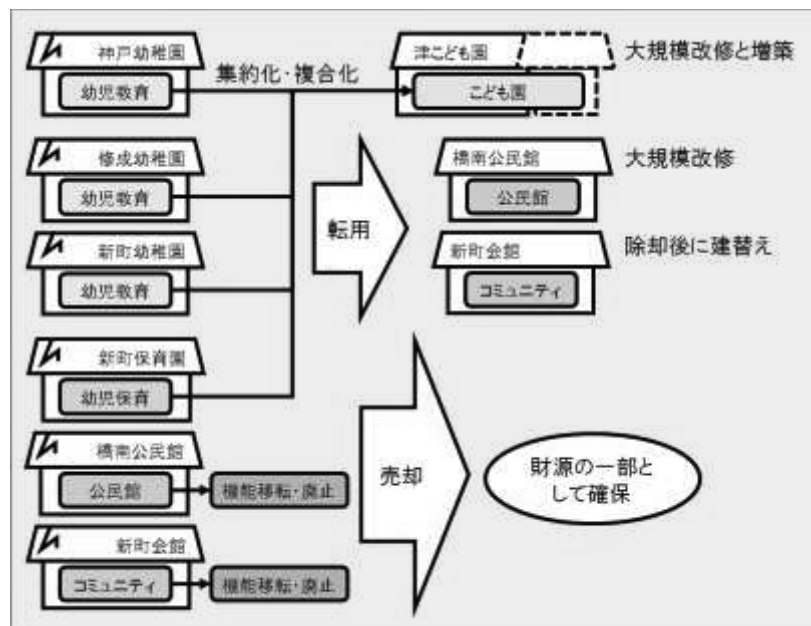 神戸幼稚園
幼児教育
集約化・複合化
津こども園
こども園
大規模改修と増築
修成幼稚園
幼児教育
橋南公民館
公民館
大規模改修
転用
新町幼稚園
幼児教育
新町会館
コミュニティ
除却後に建替え
新町保育園
幼児保育
橋南公民館
公民館
機能移転・廃止
売却
財源の一部と
して確保
新町会館
コミュニティ
機能移転・廃止